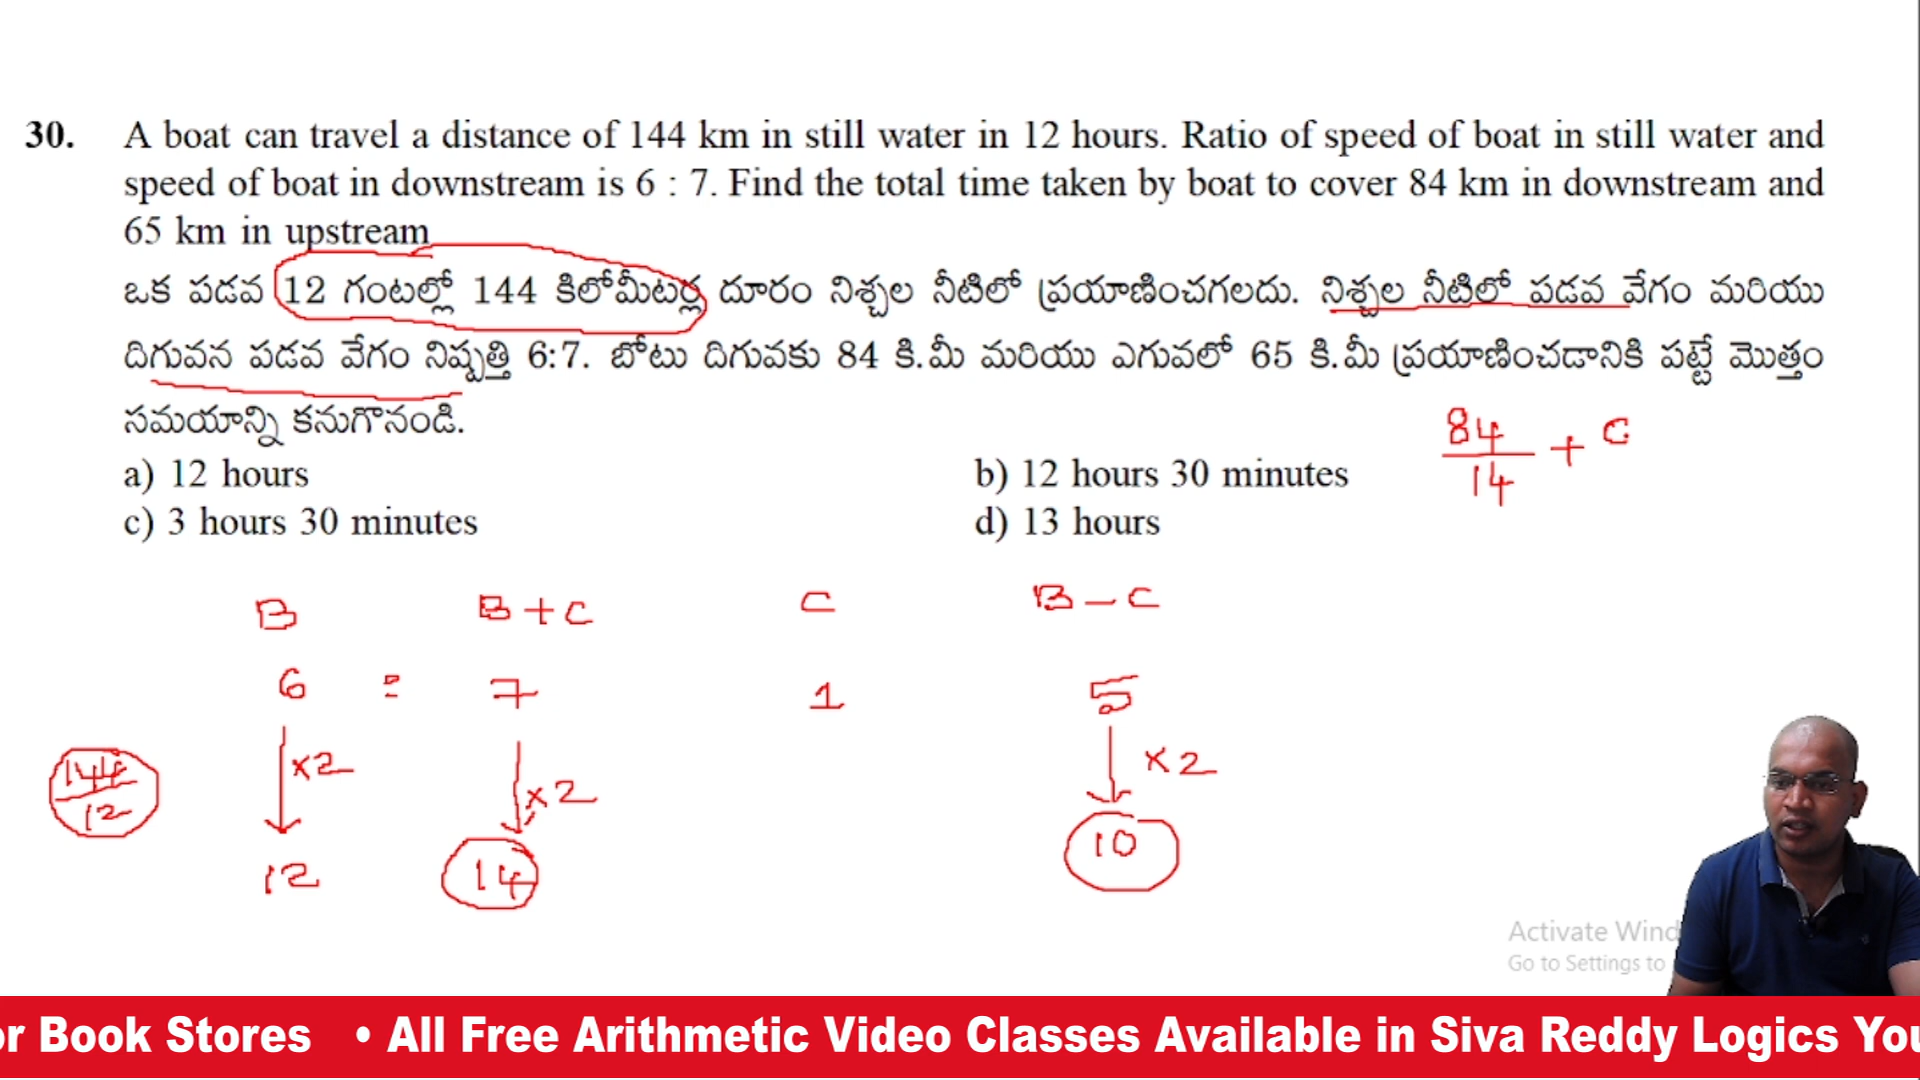 30. A boat can travel a distance of 144 km in still water in 12 hours. Ratio of speed of boat in still water and
speed of boat in downstream is 6 : 7. Find the total time taken by boat to cover 84 km in downstream and
65 km in upstream
ఒక పడవ 12 గంటల్లో 144 కిలోమీటర్ల దూరం నిశ్చల నీటిలో ప్రయాణించగలదు. నిశ్చల నీటిలో పడవ వేగం మరియు
దిగువన పడవ వేగం నిష్పత్తి 6:7. బోటు దిగువకు 84 కి.మీ మరియు ఎగువలో 65 కి.మీ ప్రయాణించడానికి పట్టే మొత్తం
సమయాన్ని కనుగొనండి.
84/14 + C
a) 12 hours b) 12 hours 30 minutes
c) 3 hours 30 minutes d) 13 hours
B B+C C B-C
6 : 7 1 5
144/12 ×2 ×2 ×2
12 14 10
Activate Wind
Go to Settings to
or Book Stores • All Free Arithmetic Video Classes Available in Siva Reddy Logics You